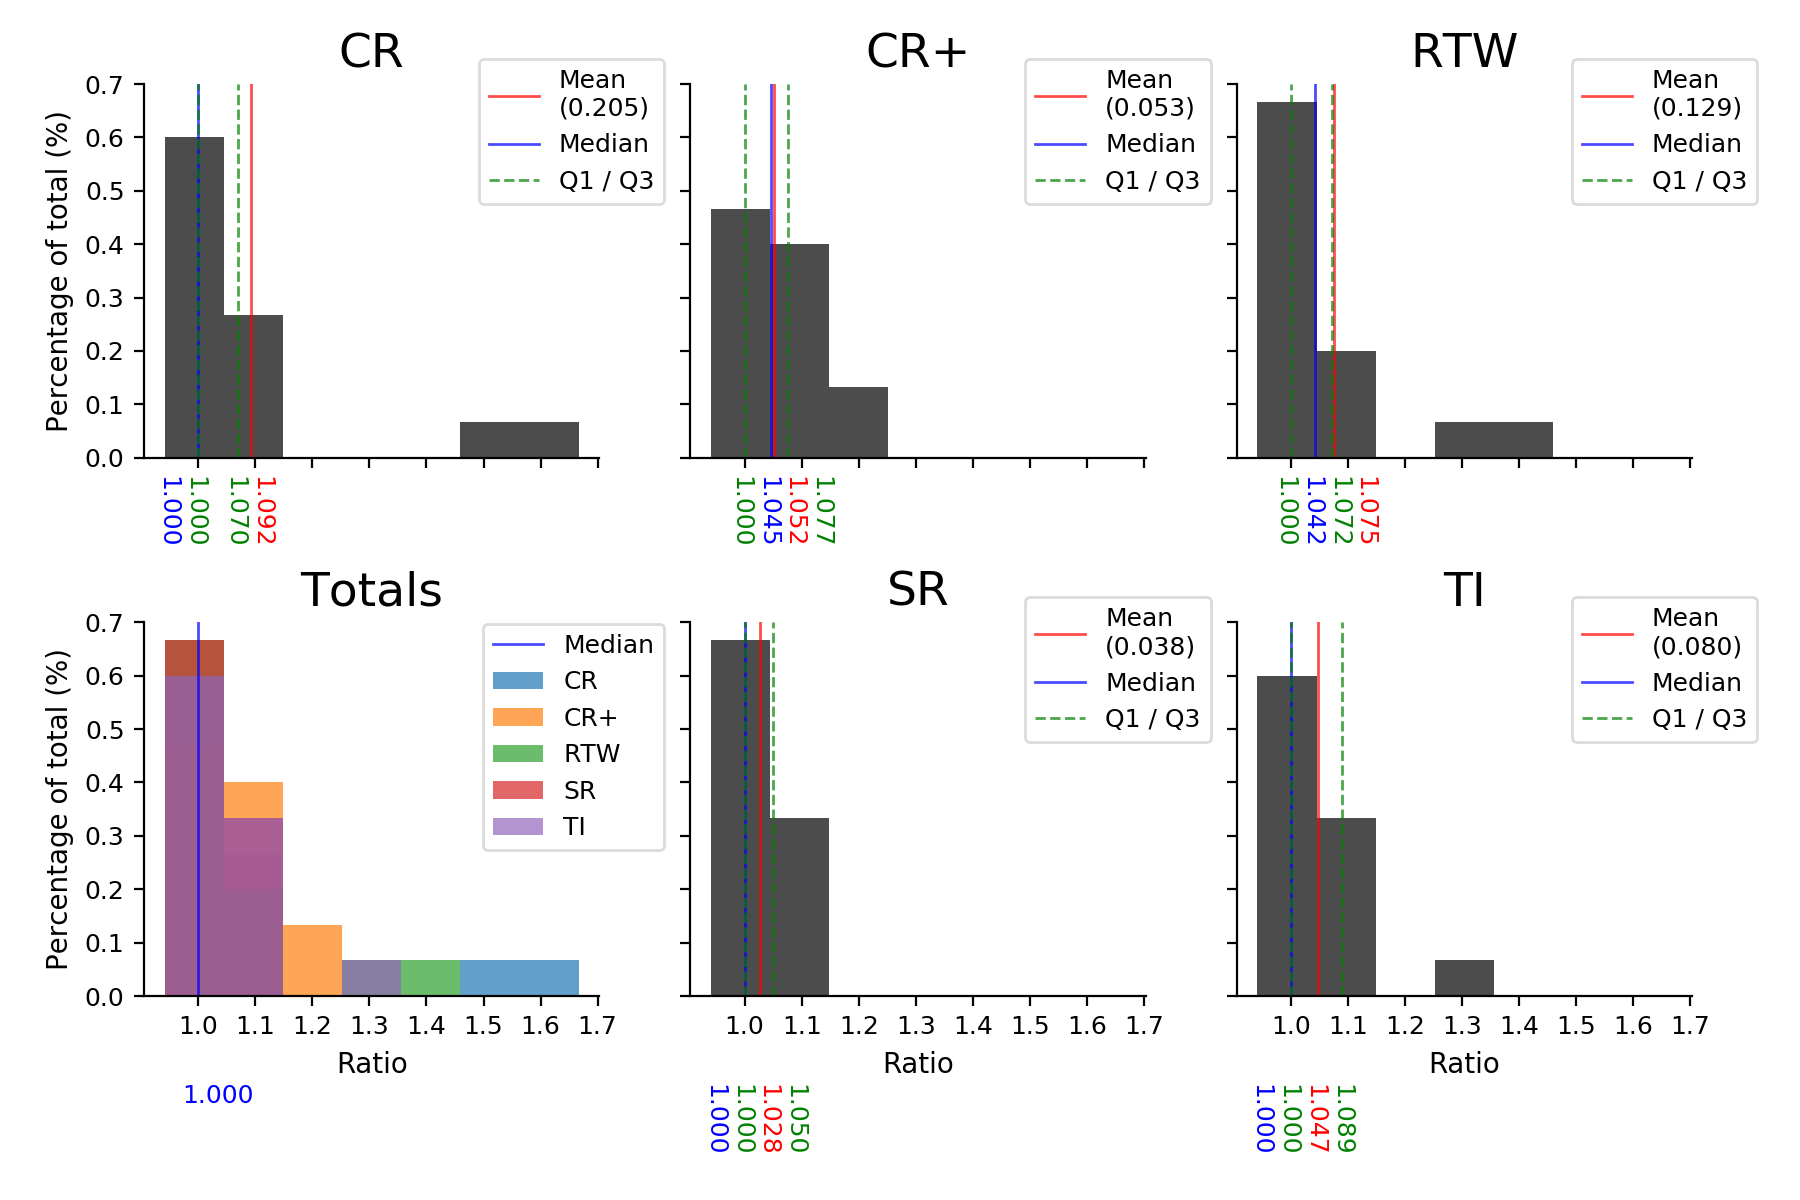 CR
CR+
RTW
Percentage of total (%)
0.7
0.6
0.5
0.4
0.3
0.2
0.1
0.0
Mean
(0.205)
Median
Q1 / Q3
1.000
1.000
1.070
1.092
Mean
(0.053)
Median
Q1 / Q3
1.000
1.045
1.052
1.077
Mean
(0.129)
Median
Q1 / Q3
1.000
1.042
1.072
1.075
Totals
SR
TI
Percentage of total (%)
0.7
0.6
0.5
0.4
0.3
0.2
0.1
0.0
Median
CR
CR+
RTW
SR
TI
1.0 1.1 1.2 1.3 1.4 1.5 1.6 1.7
Ratio
1.000
Mean
(0.038)
Median
Q1 / Q3
1.0 1.1 1.2 1.3 1.4 1.5 1.6 1.7
Ratio
1.000
1.000
1.028
1.050
Mean
(0.080)
Median
Q1 / Q3
1.0 1.1 1.2 1.3 1.4 1.5 1.6 1.7
Ratio
1.000
1.000
1.047
1.089